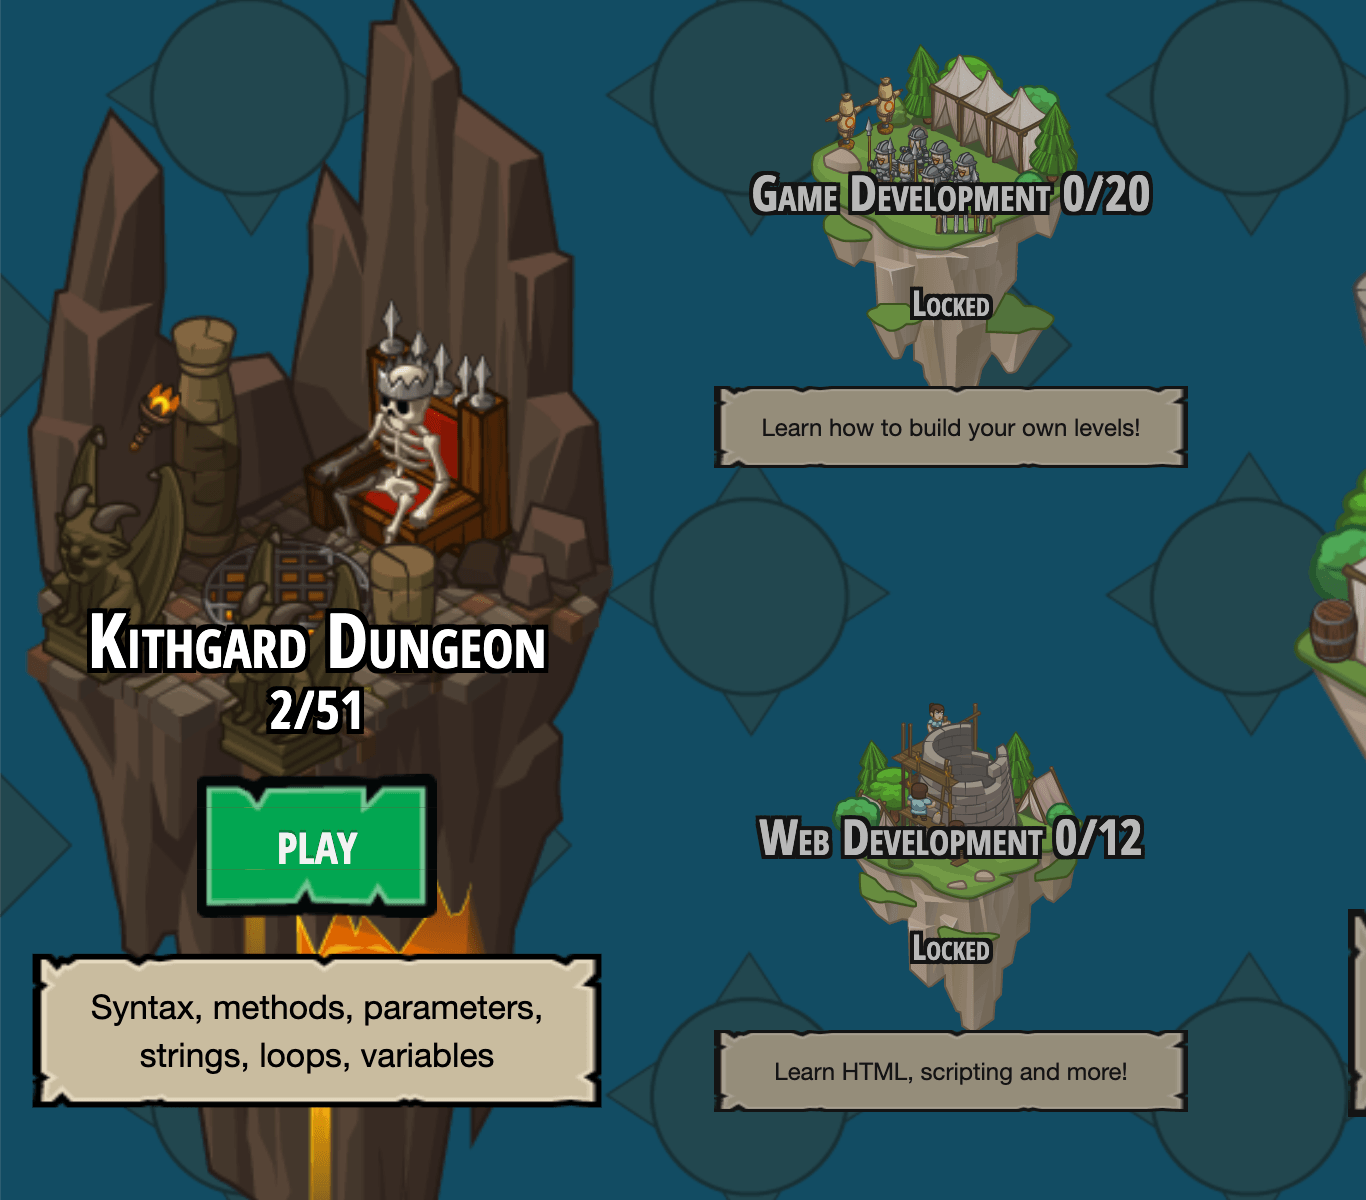 Kithgard Dungeon
2/51
PLAY
Syntax, methods, parameters,
strings, loops, variables
Game Development 0/20
Locked
Learn how to build your own levels!
Web Development 0/12
Locked
Learn HTML, scripting and more!